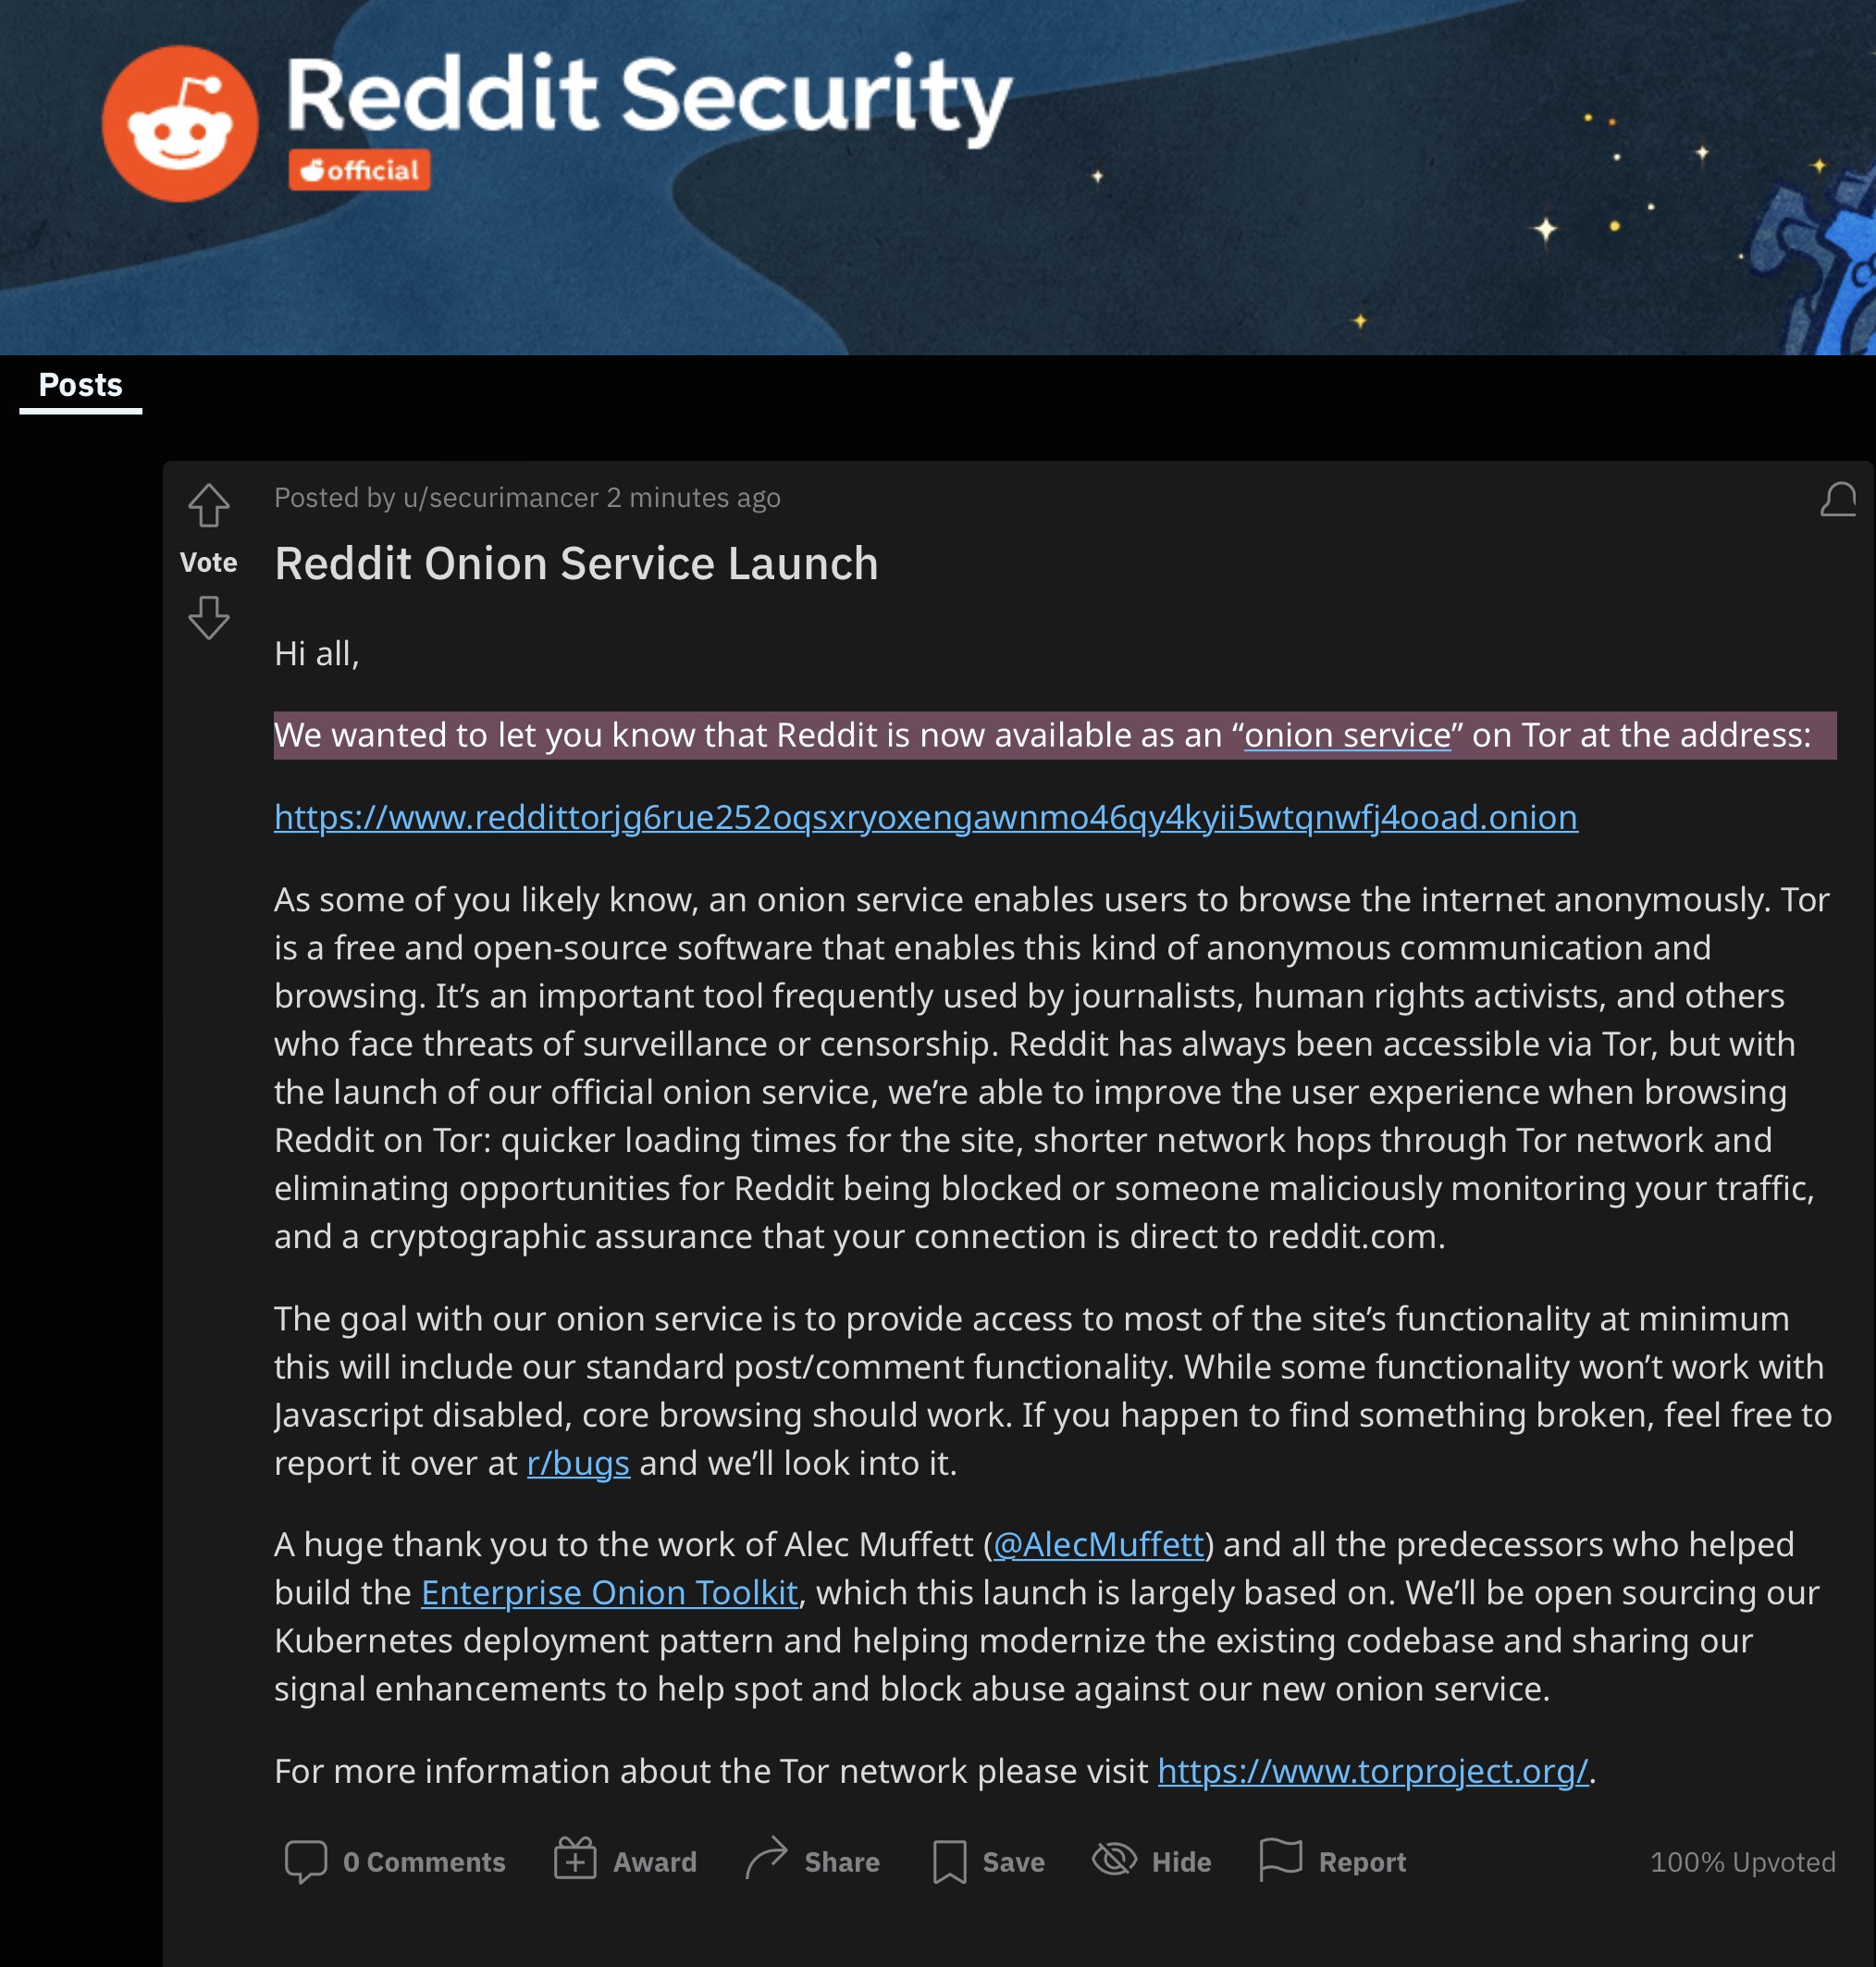 Reddit Security
official
Posts
Posted by u/securimancer 2 minutes ago
Vote
Reddit Onion Service Launch
Hi all,
We wanted to let you know that Reddit is now available as an “onion service” on Tor at the address:
https://www.reddittorjg6rue252oqsxryoxengawnmo46qy4kyii5wtqnwfj4ooad.onion
As some of you likely know, an onion service enables users to browse the internet anonymously. Tor
is a free and open-source software that enables this kind of anonymous communication and
browsing. It’s an important tool frequently used by journalists, human rights activists, and others
who face threats of surveillance or censorship. Reddit has always been accessible via Tor, but with
the launch of our official onion service, we’re able to improve the user experience when browsing
Reddit on Tor: quicker loading times for the site, shorter network hops through Tor network and
eliminating opportunities for Reddit being blocked or someone maliciously monitoring your traffic,
and a cryptographic assurance that your connection is direct to reddit.com.
The goal with our onion service is to provide access to most of the site’s functionality at minimum
this will include our standard post/comment functionality. While some functionality won’t work with
Javascript disabled, core browsing should work. If you happen to find something broken, feel free to
report it over at r/bugs and we’ll look into it.
A huge thank you to the work of Alec Muffett (@AlecMuffett) and all the predecessors who helped
build the Enterprise Onion Toolkit, which this launch is largely based on. We’ll be open sourcing our
Kubernetes deployment pattern and helping modernize the existing codebase and sharing our
signal enhancements to help spot and block abuse against our new onion service.
For more information about the Tor network please visit https://www.torproject.org/.
0 Comments Award Share Save Hide Report 100% Upvoted